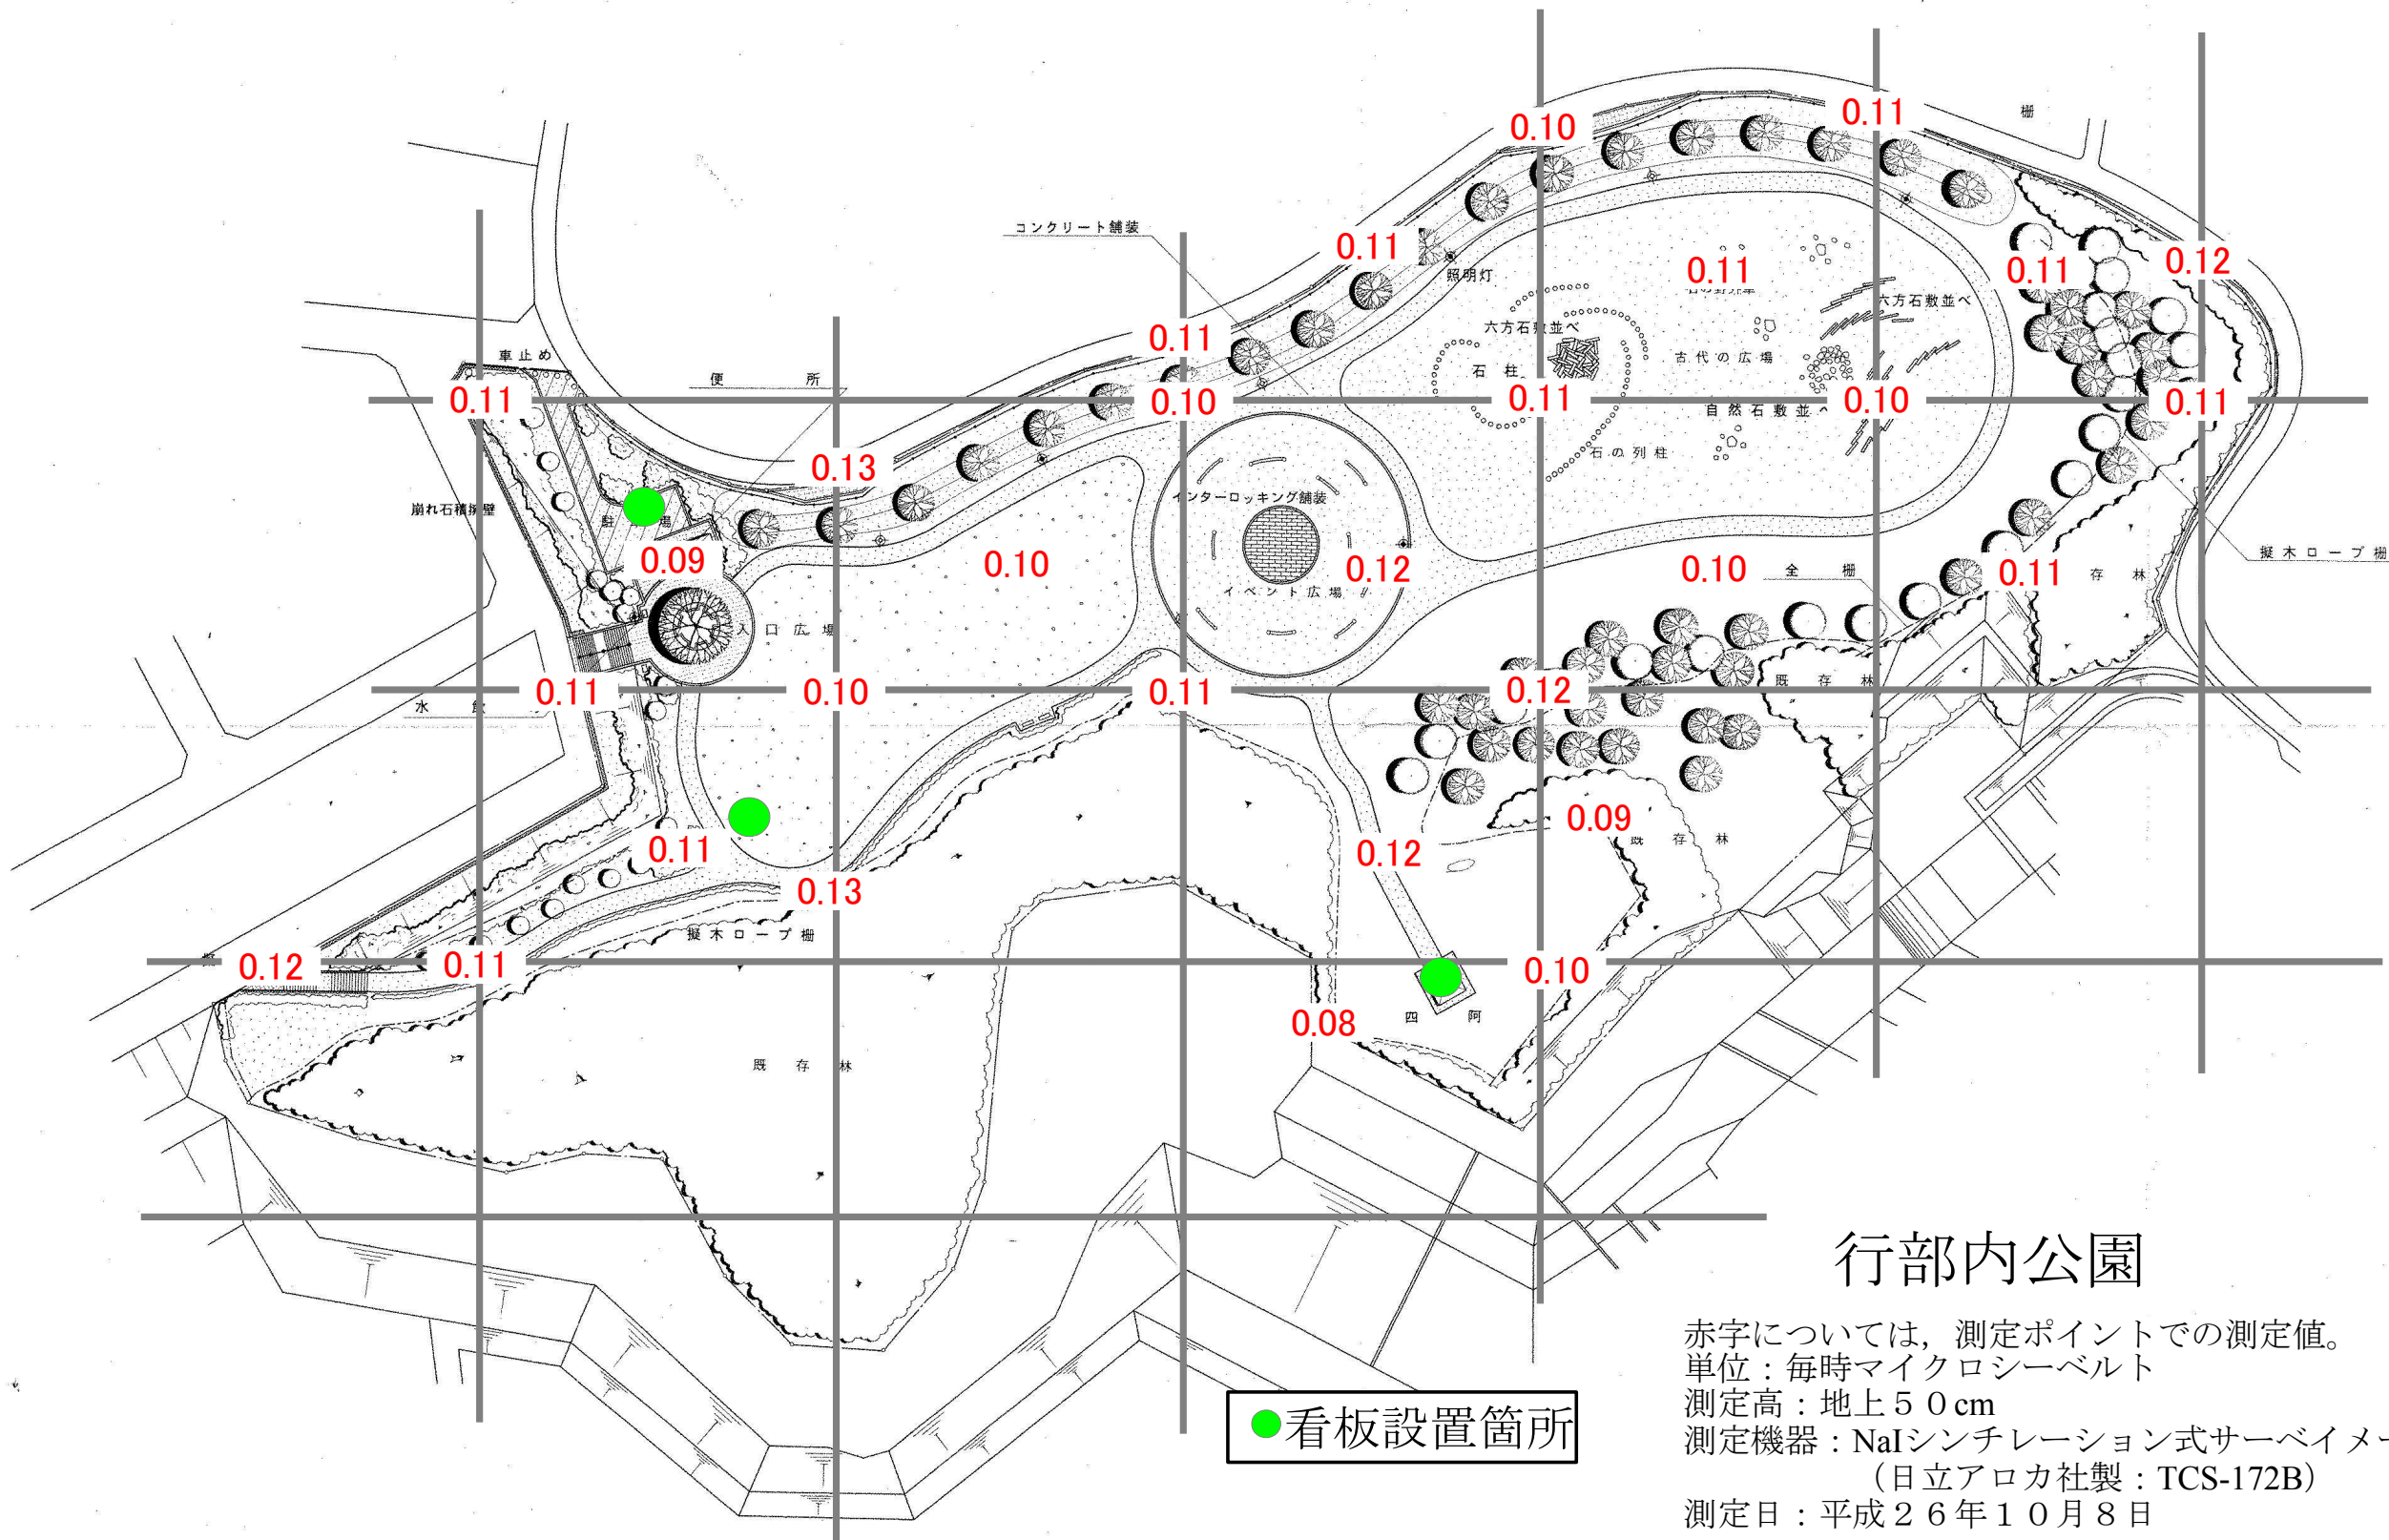 0.10
0.11
柵
コンクリート舗装
0.11
照明灯
0.11
0.11
0.12
六方石敷並べ
六方石敷並べ
0.11
車止め
便所
石柱
古代の広場
0.11
0.10
0.11
0.10
0.11
自然石敷並べ
石の列柱
0.13
インターロッキング舗装
崩れ石積擁壁
0.09
0.10
0.12
イベント広場
0.10
全柵
0.11
存林
擬木ロープ柵
入口広場
0.11
0.10
0.11
0.12
既存林
水飲
0.11
0.12
0.09
既存林
0.13
擬木ロープ柵
0.12
0.11
0.10
0.08
四阿
既存林
行部内公園
赤字については，測定ポイントでの測定値。
単位：毎時マイクロシーベルト
測定高：地上５０cm
測定機器：NaIシンチレーション式サーベイメー
（日立アロカ社製：TCS-172B）
測定日：平成２６年１０月８日
看板設置箇所